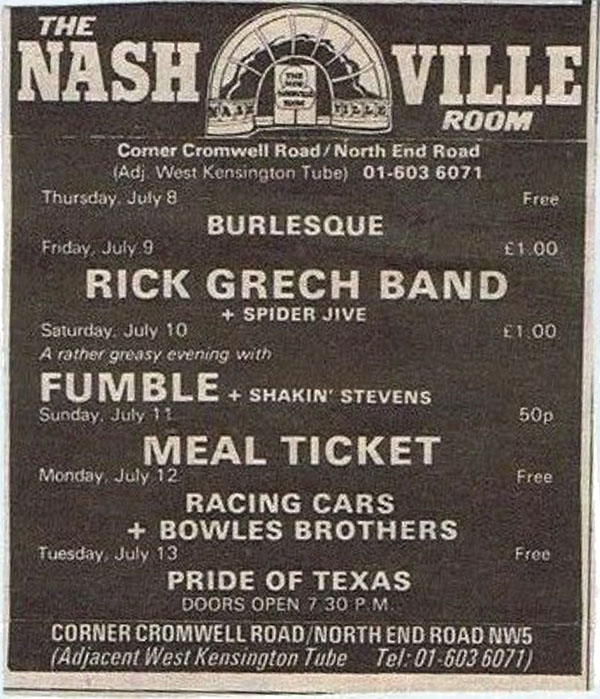 THE
NASHVILLE
ROOM
Corner Cromwell Road/North End Road
(Adj. West Kensington Tube) 01-603 6071
Thursday, July 8 Free
BURLESQUE
Friday, July 9 £1.00
RICK GRECH BAND
+ SPIDER JIVE
Saturday, July 10 £1.00
A rather greasy evening with
FUMBLE + SHAKIN' STEVENS
Sunday, July 11 50p
MEAL TICKET
Monday, July 12 Free
RACING CARS
+ BOWLES BROTHERS
Tuesday, July 13 Free
PRIDE OF TEXAS
DOORS OPEN 7 30 P.M.
CORNER CROMWELL ROAD/NORTH END ROAD NW5
(Adjacent West Kensington Tube Tel: 01-603 6071)